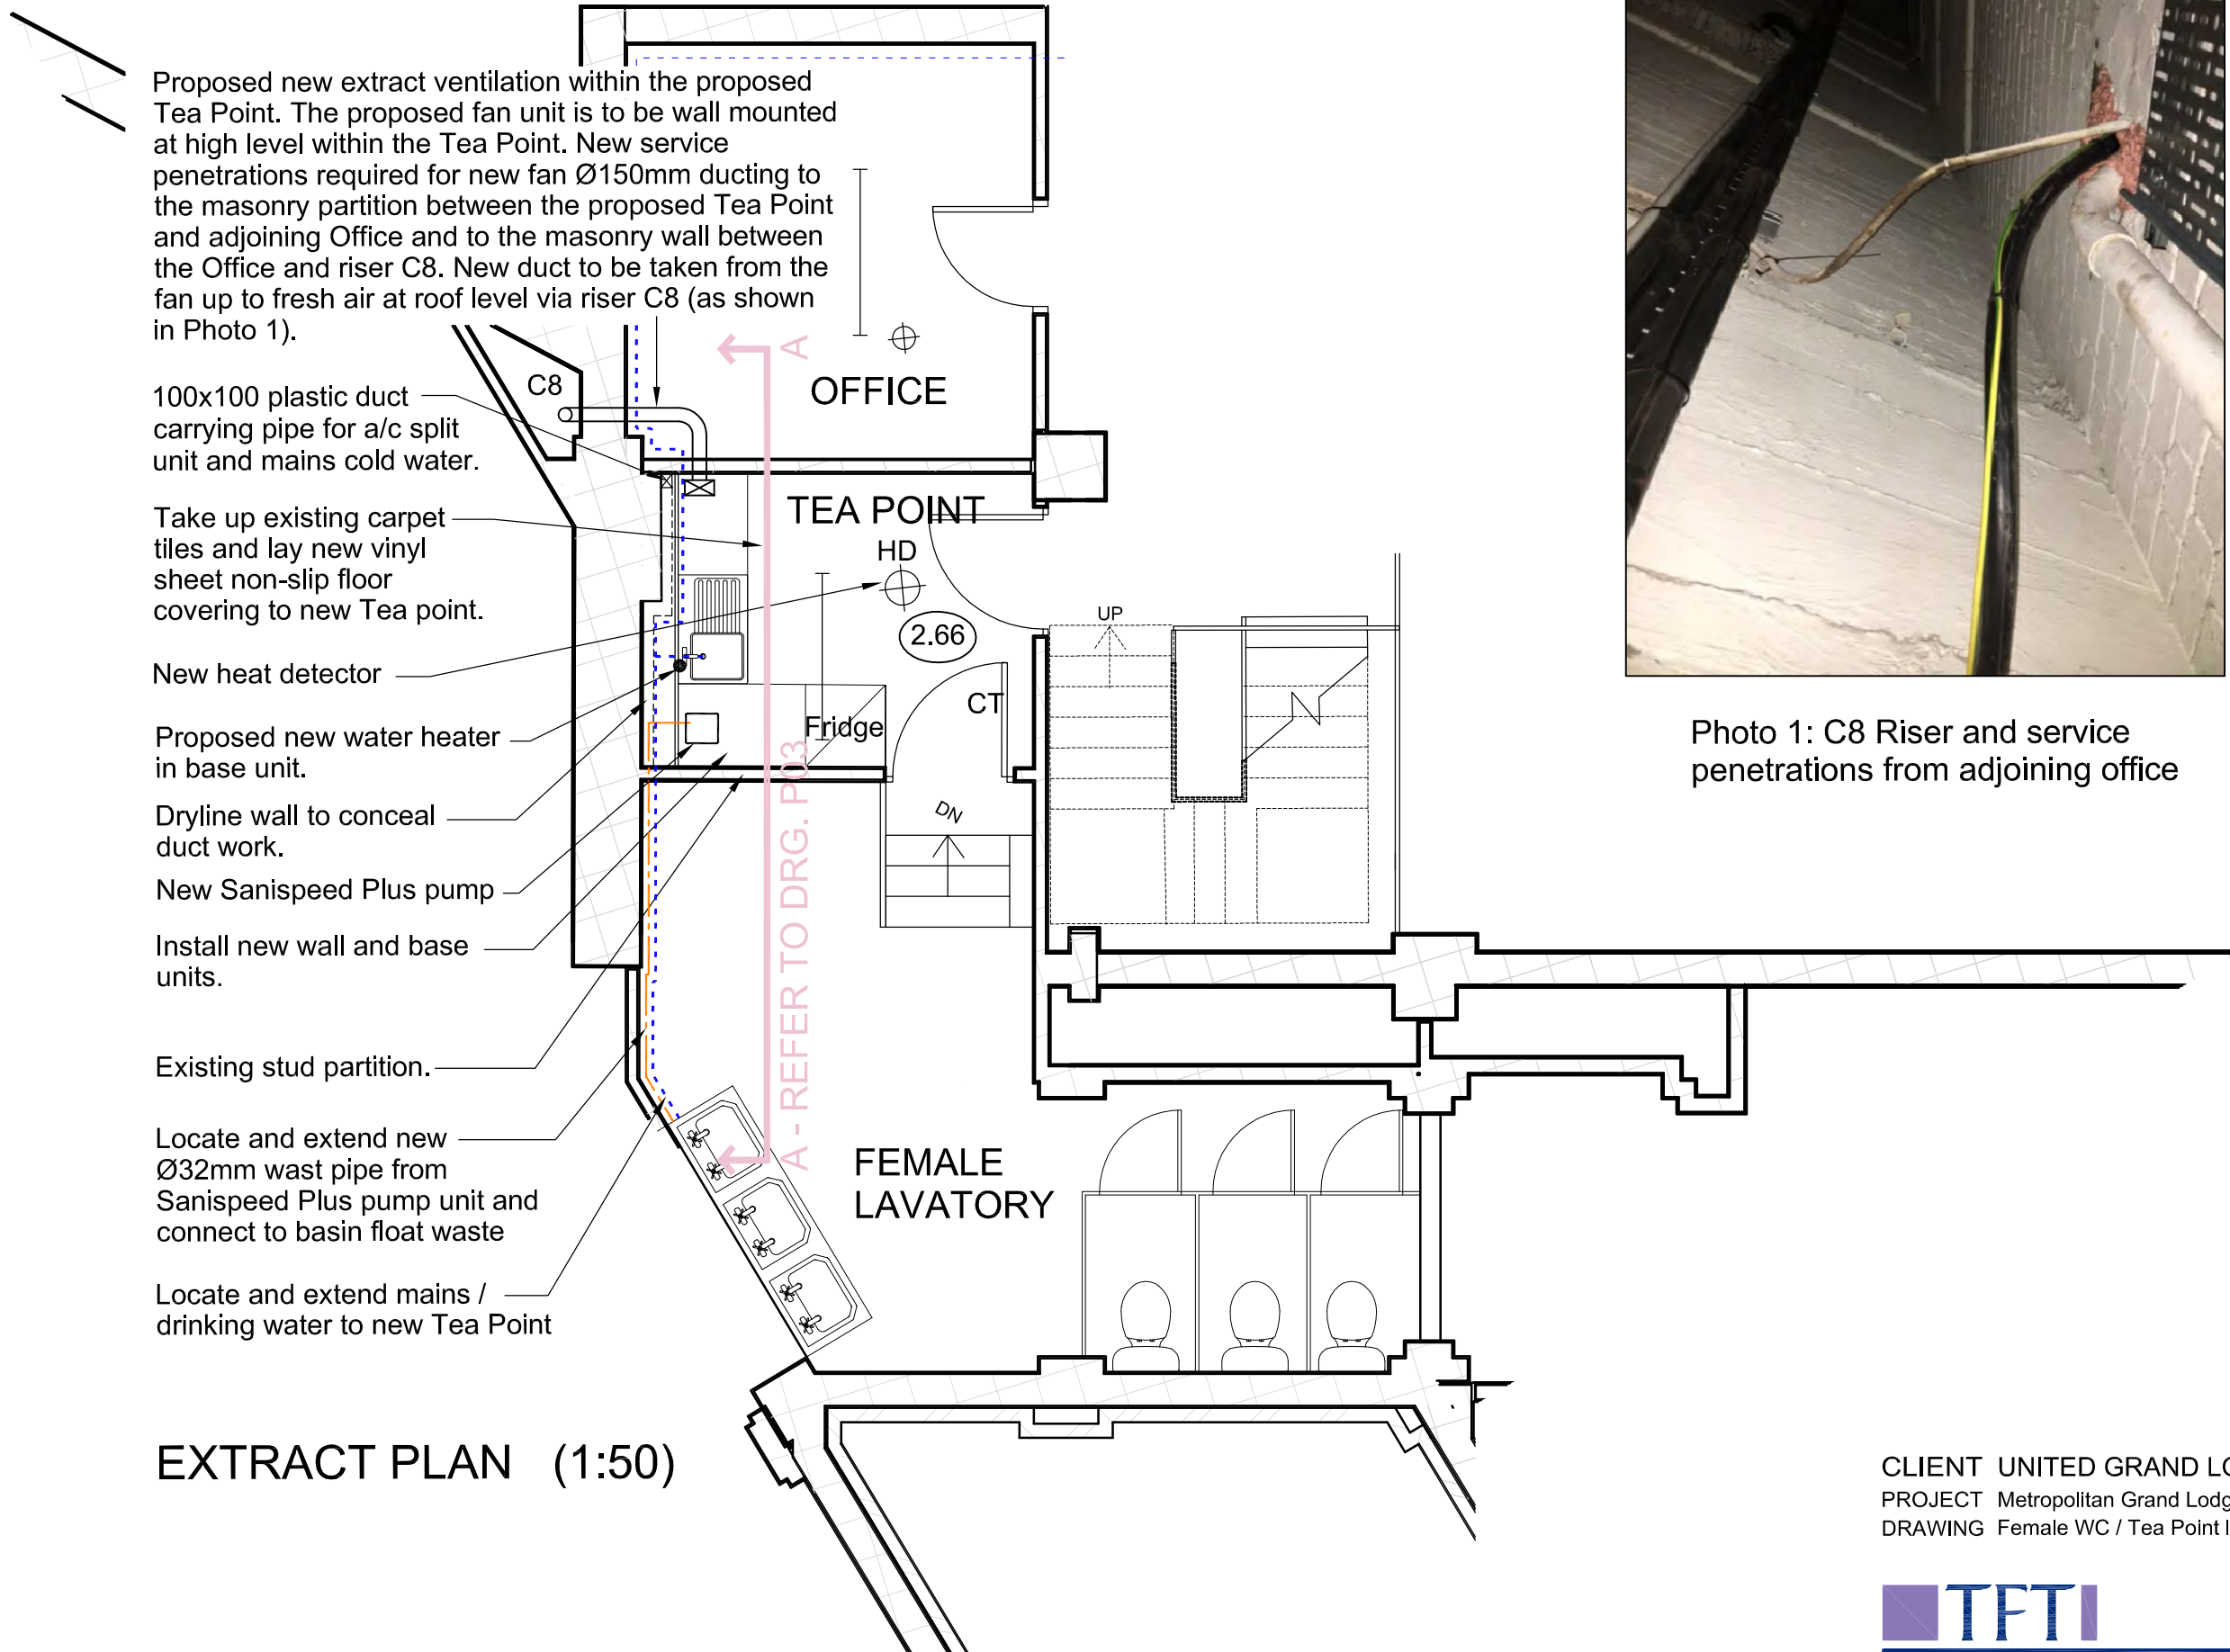 Proposed new extract ventilation within the proposed
Tea Point. The proposed fan unit is to be wall mounted
at high level within the Tea Point. New service
penetrations required for new fan Ø150mm ducting to
the masonry partition between the proposed Tea Point
and adjoining Office and to the masonry wall between
the Office and riser C8. New duct to be taken from the
fan up to fresh air at roof level via riser C8 (as shown
in Photo 1).
100x100 plastic duct
carrying pipe for a/c split
unit and mains cold water.
Take up existing carpet
tiles and lay new vinyl
sheet non-slip floor
covering to new Tea point.
New heat detector
Proposed new water heater
in base unit.
Dryline wall to conceal
duct work.
New Sanispeed Plus pump
Install new wall and base
units.
Existing stud partition.
Locate and extend new
Ø32mm wast pipe from
Sanispeed Plus pump unit and
connect to basin float waste
Locate and extend mains /
drinking water to new Tea Point
C8
A
OFFICE
TEA POINT
HD
2.66
UP
CT
Fridge
DN
A - REFER TO DRG. P03
FEMALE
LAVATORY
Photo 1: C8 Riser and service
penetrations from adjoining office
EXTRACT PLAN (1:50)
CLIENT UNITED GRAND LO
PROJECT Metropolitan Grand Lodg
DRAWING Female WC / Tea Point l
TFT